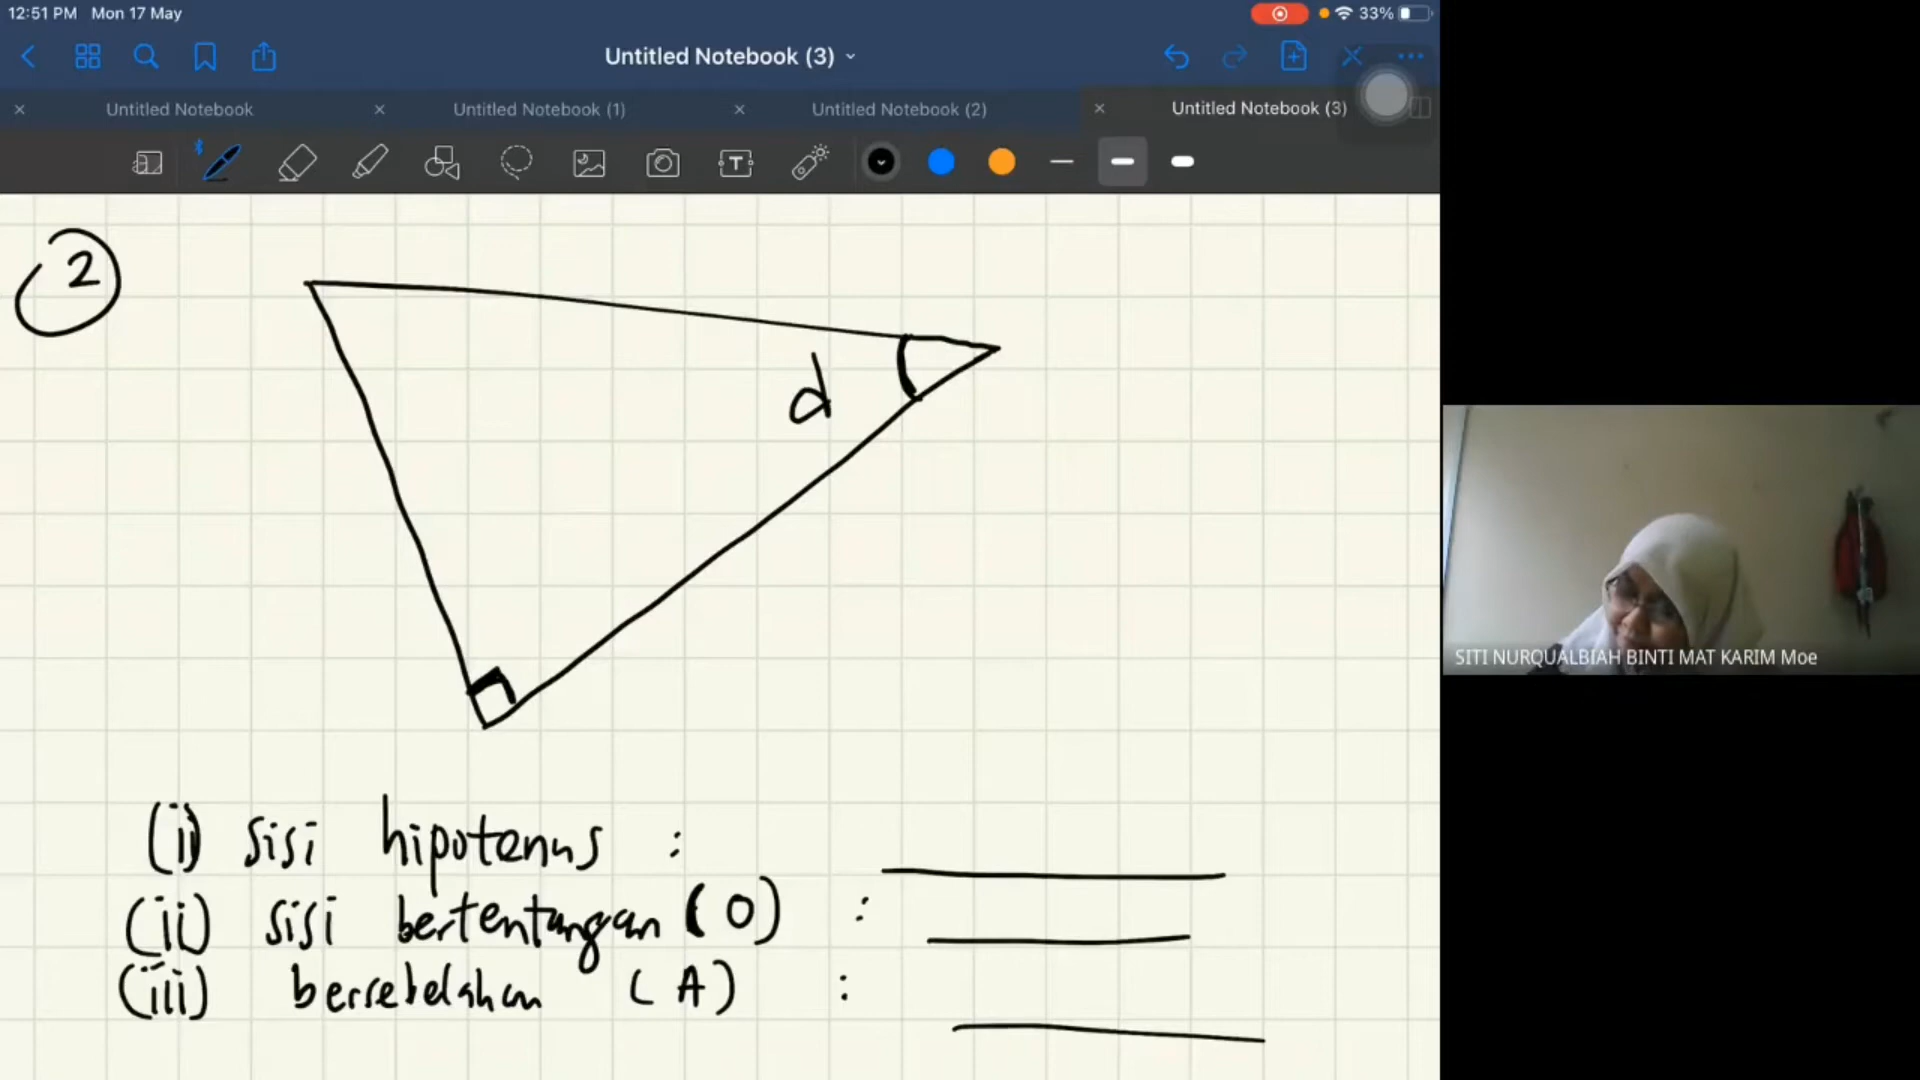 12:51 PM Mon 17 May
33%
Untitled Notebook (3)
Untitled Notebook
Untitled Notebook (1)
Untitled Notebook (2)
Untitled Notebook (3)
T
2
d
SITI NURQUALBIAH BINTI MAT KARIM Moe
(i) sisi hipotenus :
(ii) sisi bertentangan (O) :
(iii) bersebelahan (A) :